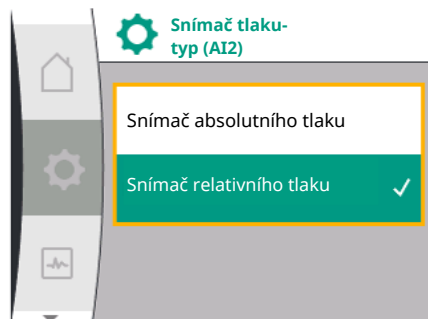 Snímač tlaku-
typ (AI2)
Snímač absolutního tlaku
Snímač relativního tlaku